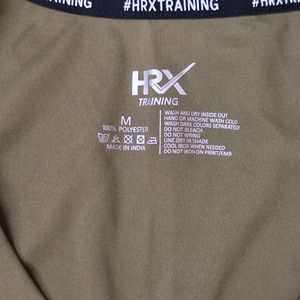 #HRXTRAINING #HRXTRAINING
HRX
TRAINING
M
100% POLYESTER
MADE IN INDIA
WASH AND DRY INSIDE OUT
HAND OR MACHINE WASH COLD
WASH DARK COLORS SEPARATELY
DO NOT BLEACH
DO NOT WRING
LINE DRY IN SHADE
COOL IRON WHEN NEEDED
DO NOT IRON ON PRINT/EMB